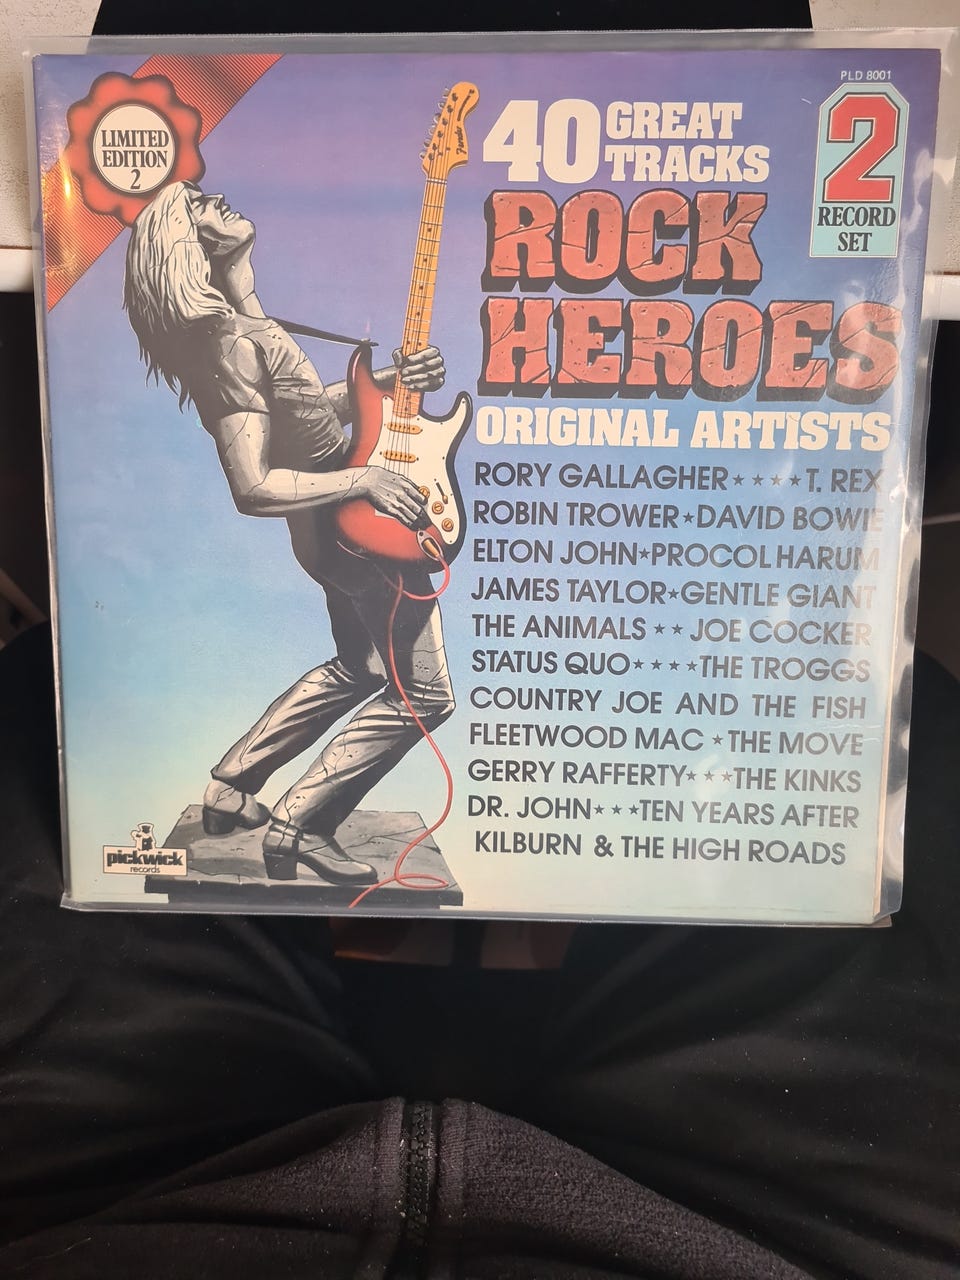 PLD 8001
LIMITED
EDITION
2
40 GREAT
TRACKS
2
RECORD
SET
ROCK
HEROES
ORIGINAL ARTISTS
RORY GALLAGHER★★★★T. REX
ROBIN TROWER★DAVID BOWIE
ELTON JOHN★PROCOL HARUM
JAMES TAYLOR★GENTLE GIANT
THE ANIMALS ★★ JOE COCKER
STATUS QUO★★★★THE TROGGS
COUNTRY JOE AND THE FISH
FLEETWOOD MAC ★THE MOVE
GERRY RAFFERTY★★★THE KINKS
DR. JOHN★★★TEN YEARS AFTER
KILBURN & THE HIGH ROADS
Fender
pickwick
records